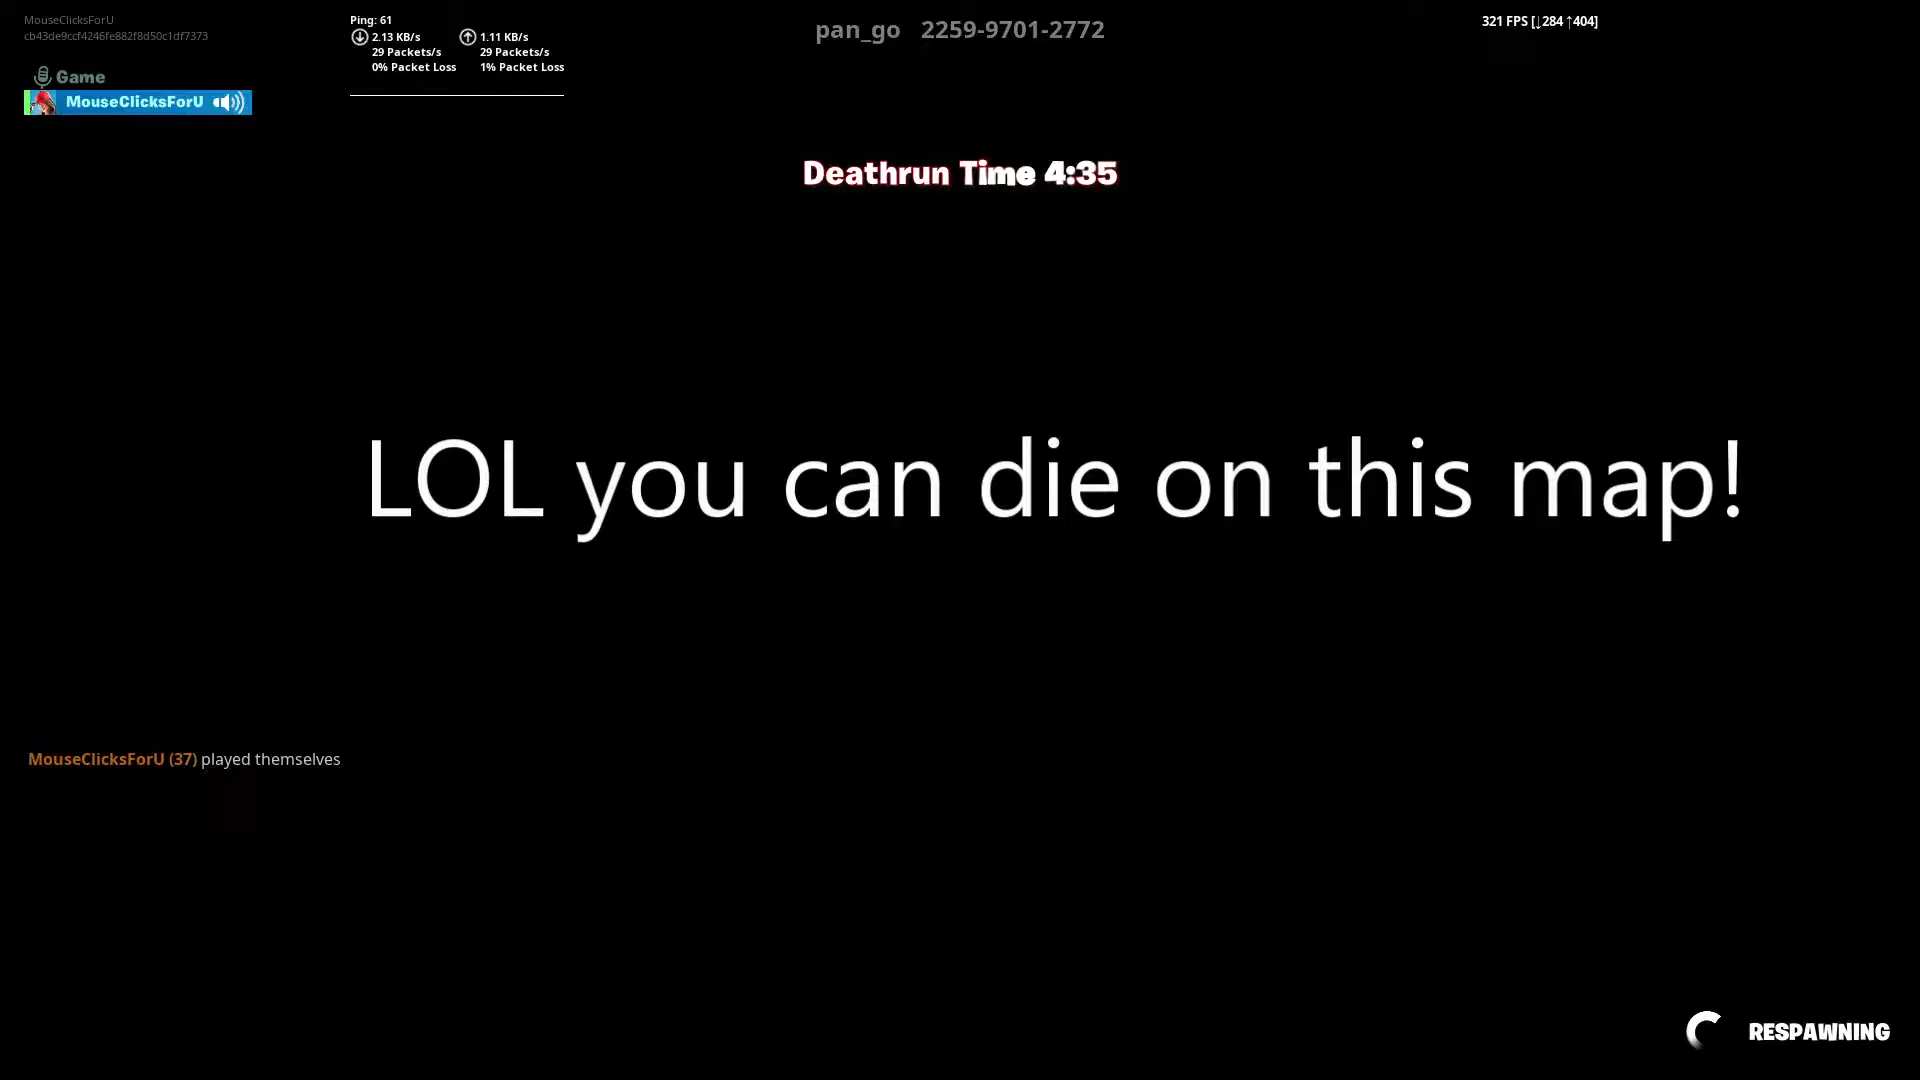 MouseClicksForU
cb43de9ccf4246fe882f8d50c1df7373
Game
MouseClicksForU
Ping: 61
2.13 KB/s 1.11 KB/s
29 Packets/s 29 Packets/s
0% Packet Loss 1% Packet Loss
pan_go 2259-9701-2772
321 FPS [↓284 ↑404]
Deathrun Time 4:35
LOL you can die on this map!
MouseClicksForU (37) played themselves
RESPAWNING